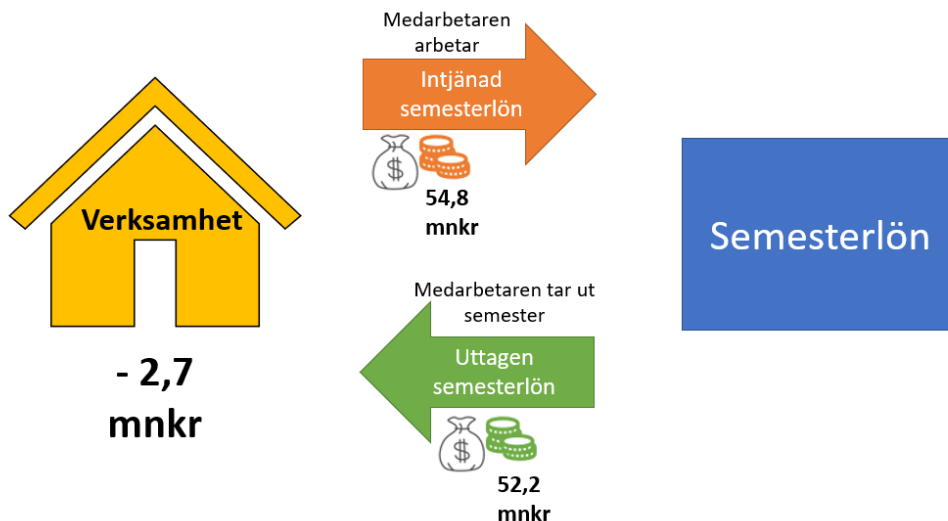 Medarbetaren
arbetar
Intjänad
semesterlön
$
54,8
mnkr
Verksamhet
- 2,7
mnkr
Semesterlön
Medarbetaren tar ut
semester
Uttagen
semesterlön
$
52,2
mnkr